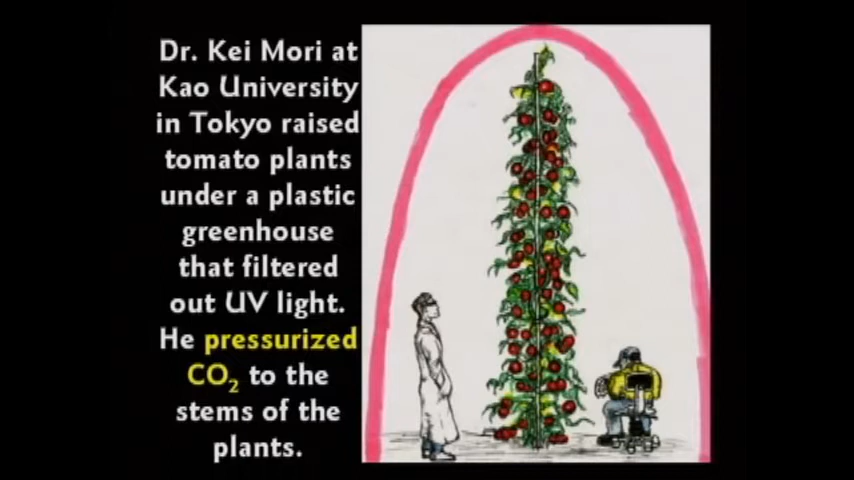 Dr. Kei Mori at
Kao University
in Tokyo raised
tomato plants
under a plastic
greenhouse
that filtered
out UV light.
He pressurized
CO₂ to the
stems of the
plants.